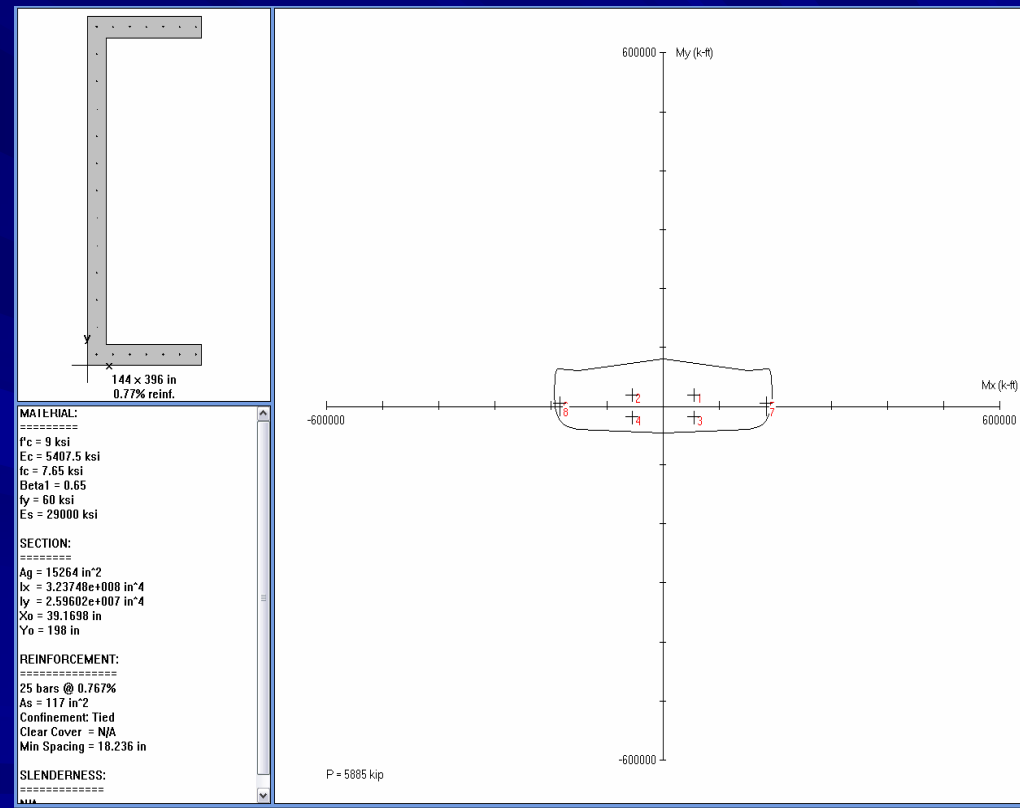 y
x
144 x 396 in
0.77% reinf.
MATERIAL:
=========
f'c = 9 ksi
Ec = 5407.5 ksi
fc = 7.65 ksi
Beta1 = 0.65
fy = 60 ksi
Es = 29000 ksi
SECTION:
========
Ag = 15264 in^2
Ix = 3.23748e+008 in^4
Iy = 2.59602e+007 in^4
Xo = 39.1698 in
Yo = 198 in
REINFORCEMENT:
===============
25 bars @ 0.767%
As = 117 in^2
Confinement: Tied
Clear Cover = N/A
Min Spacing = 18.236 in
SLENDERNESS:
=============
N/A
600000 My (k-ft)
Mx (k-ft)
2 1
8 7
4 3
-600000 600000
-600000
P = 5885 kip